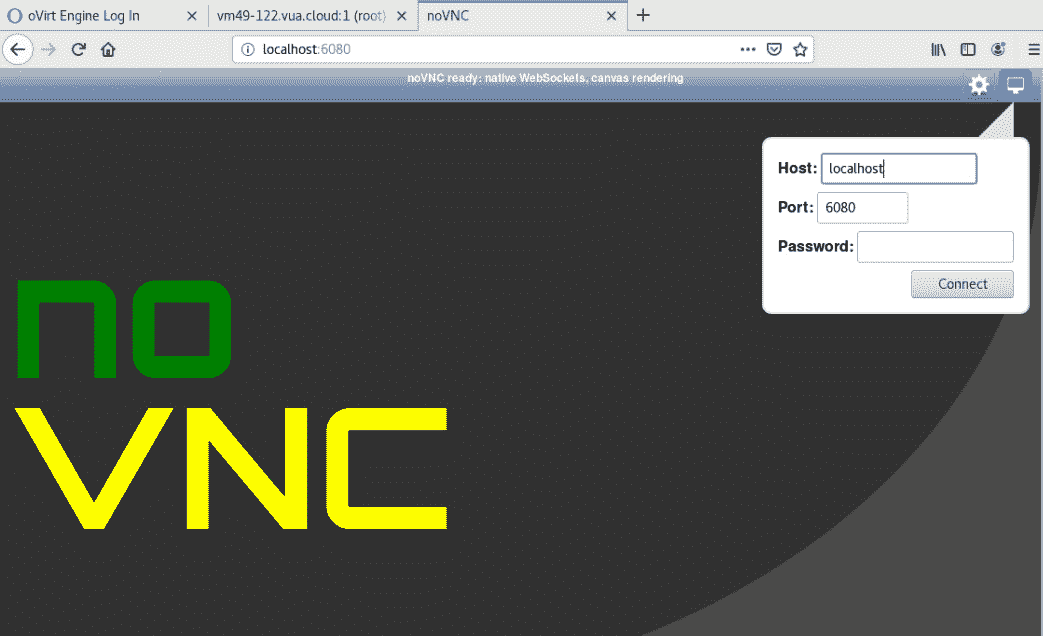 oVirt Engine Log In
vm49-122.vua.cloud:1 (root)
noVNC
localhost:6080
noVNC ready: native WebSockets, canvas rendering
Host: localhost
Port: 6080
Password:
Connect
no
VNC